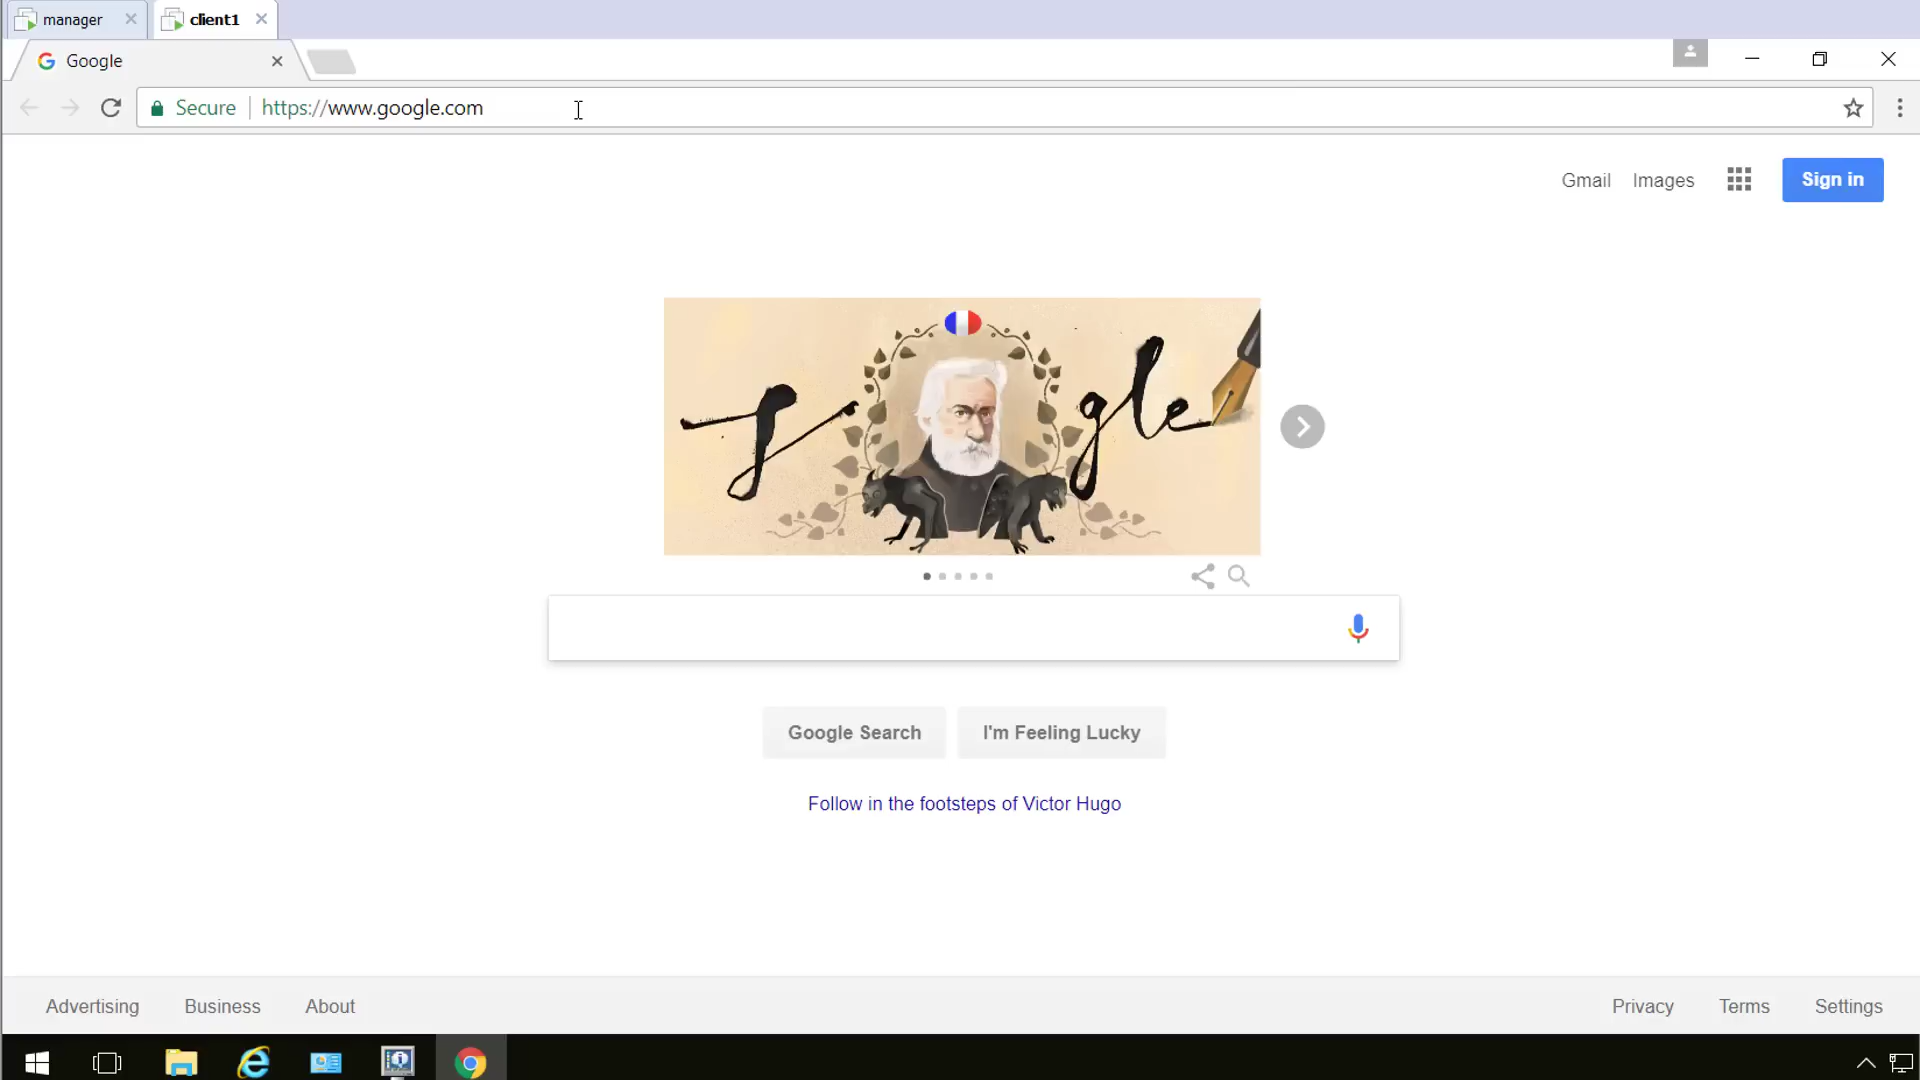 manager
client1
Google
Secure
https://www.google.com
Gmail
Images
Sign in
gle
Google Search
I'm Feeling Lucky
Follow in the footsteps of Victor Hugo
Advertising
Business
About
Privacy
Terms
Settings